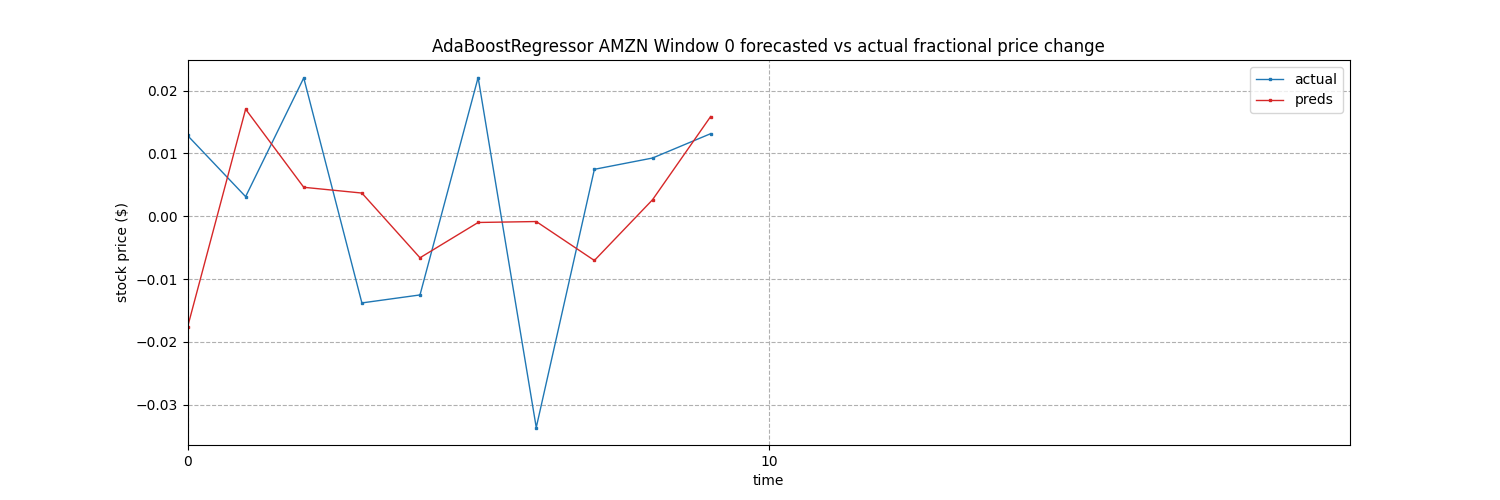 AdaBoostRegressor AMZN Window 0 forecasted vs actual fractional price change
actual
preds
0.02
0.01
0.00
−0.01
−0.02
−0.03
stock price ($)
0
10
time